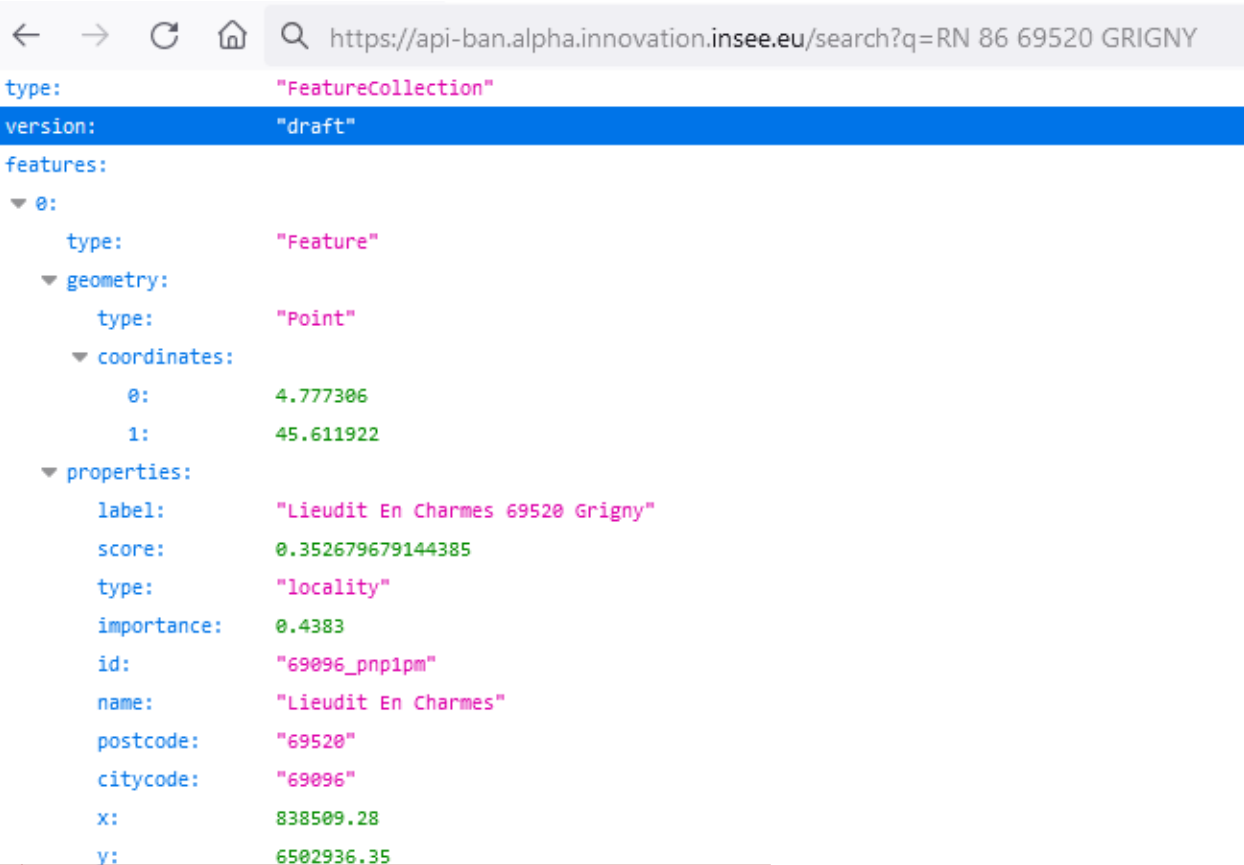 https://api-ban.alpha.innovation.insee.eu/search?q=RN 86 69520 GRIGNY
type: "FeatureCollection"
version: "draft"
features:
0:
type: "Feature"
geometry:
type: "Point"
coordinates:
0: 4.777306
1: 45.611922
properties:
label: "Lieudit En Charmes 69520 Grigny"
score: 0.352679679144385
type: "locality"
importance: 0.4383
id: "69096_pnp1pm"
name: "Lieudit En Charmes"
postcode: "69520"
citycode: "69096"
x: 838509.28
y: 6502936.35